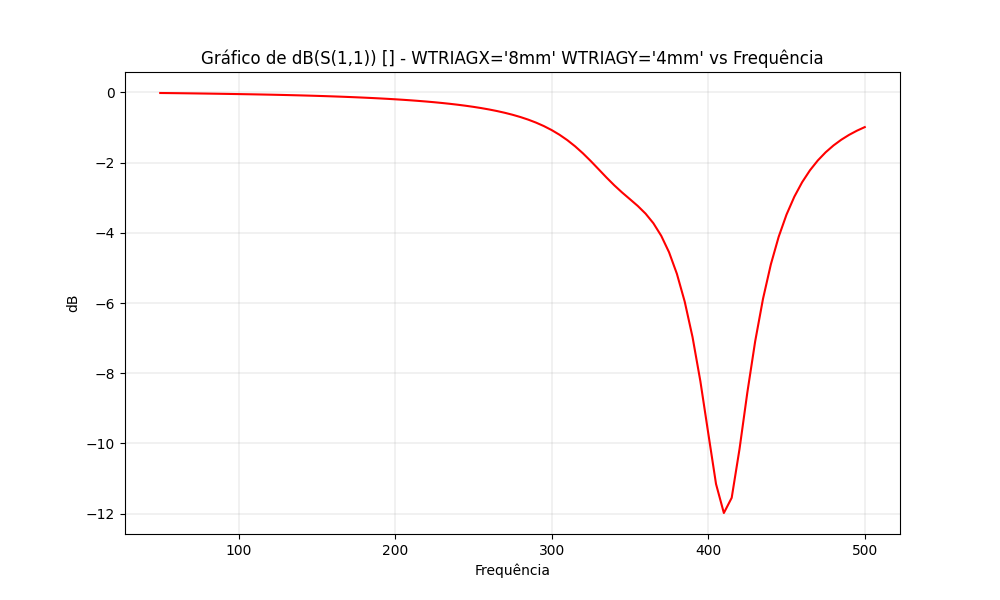 Gráfico de dB(S(1,1)) [] - WTRIAGX='8mm' WTRIAGY='4mm' vs Frequência
0
−2
−4
−6
−8
−10
−12
dB
100 200 300 400 500
Frequência